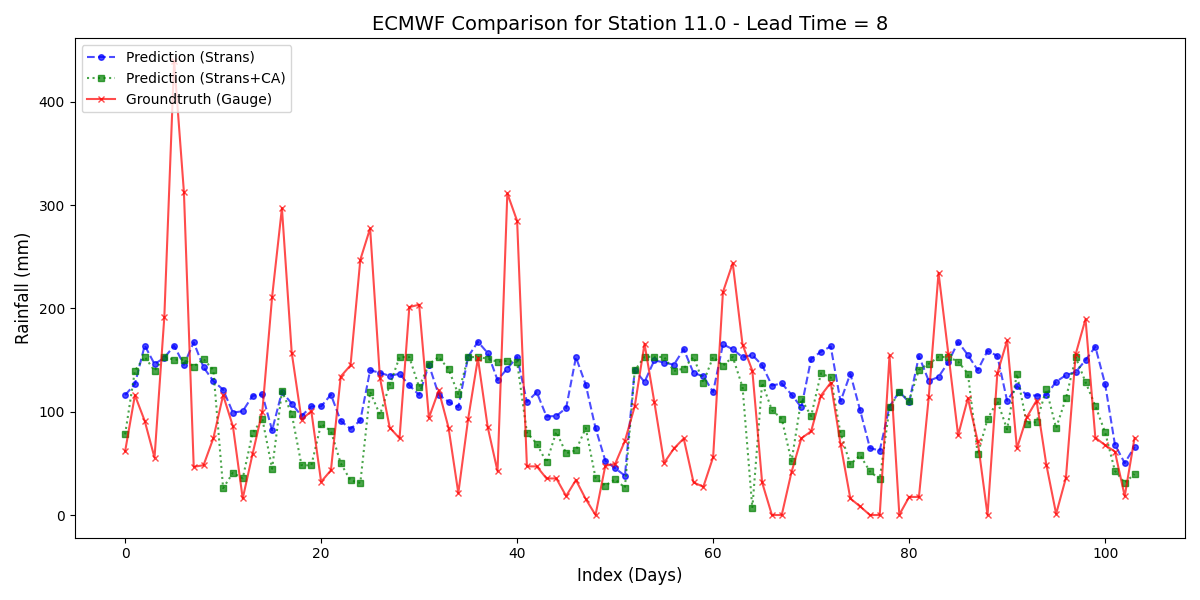 ECMWF Comparison for Station 11.0 - Lead Time = 8
Prediction (Strans)
Prediction (Strans+CA)
Groundtruth (Gauge)
Rainfall (mm)
400
300
200
100
0
0 20 40 60 80 100
Index (Days)